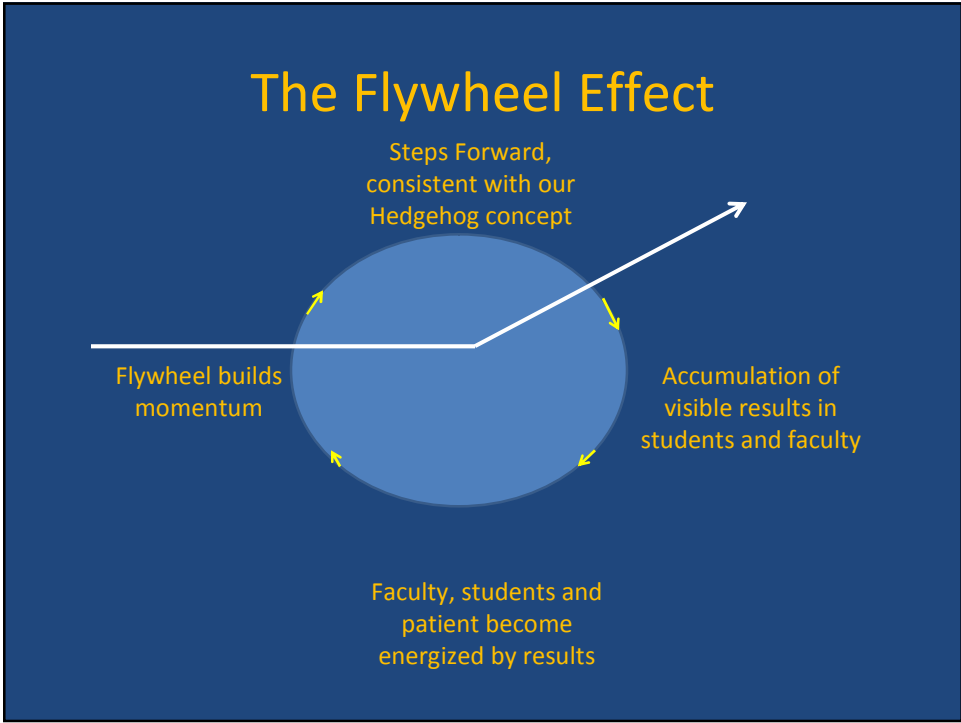 The Flywheel Effect
Steps Forward,
consistent with our
Hedgehog concept
Flywheel builds
momentum
Accumulation of
visible results in
students and faculty
Faculty, students and
patient become
energized by results